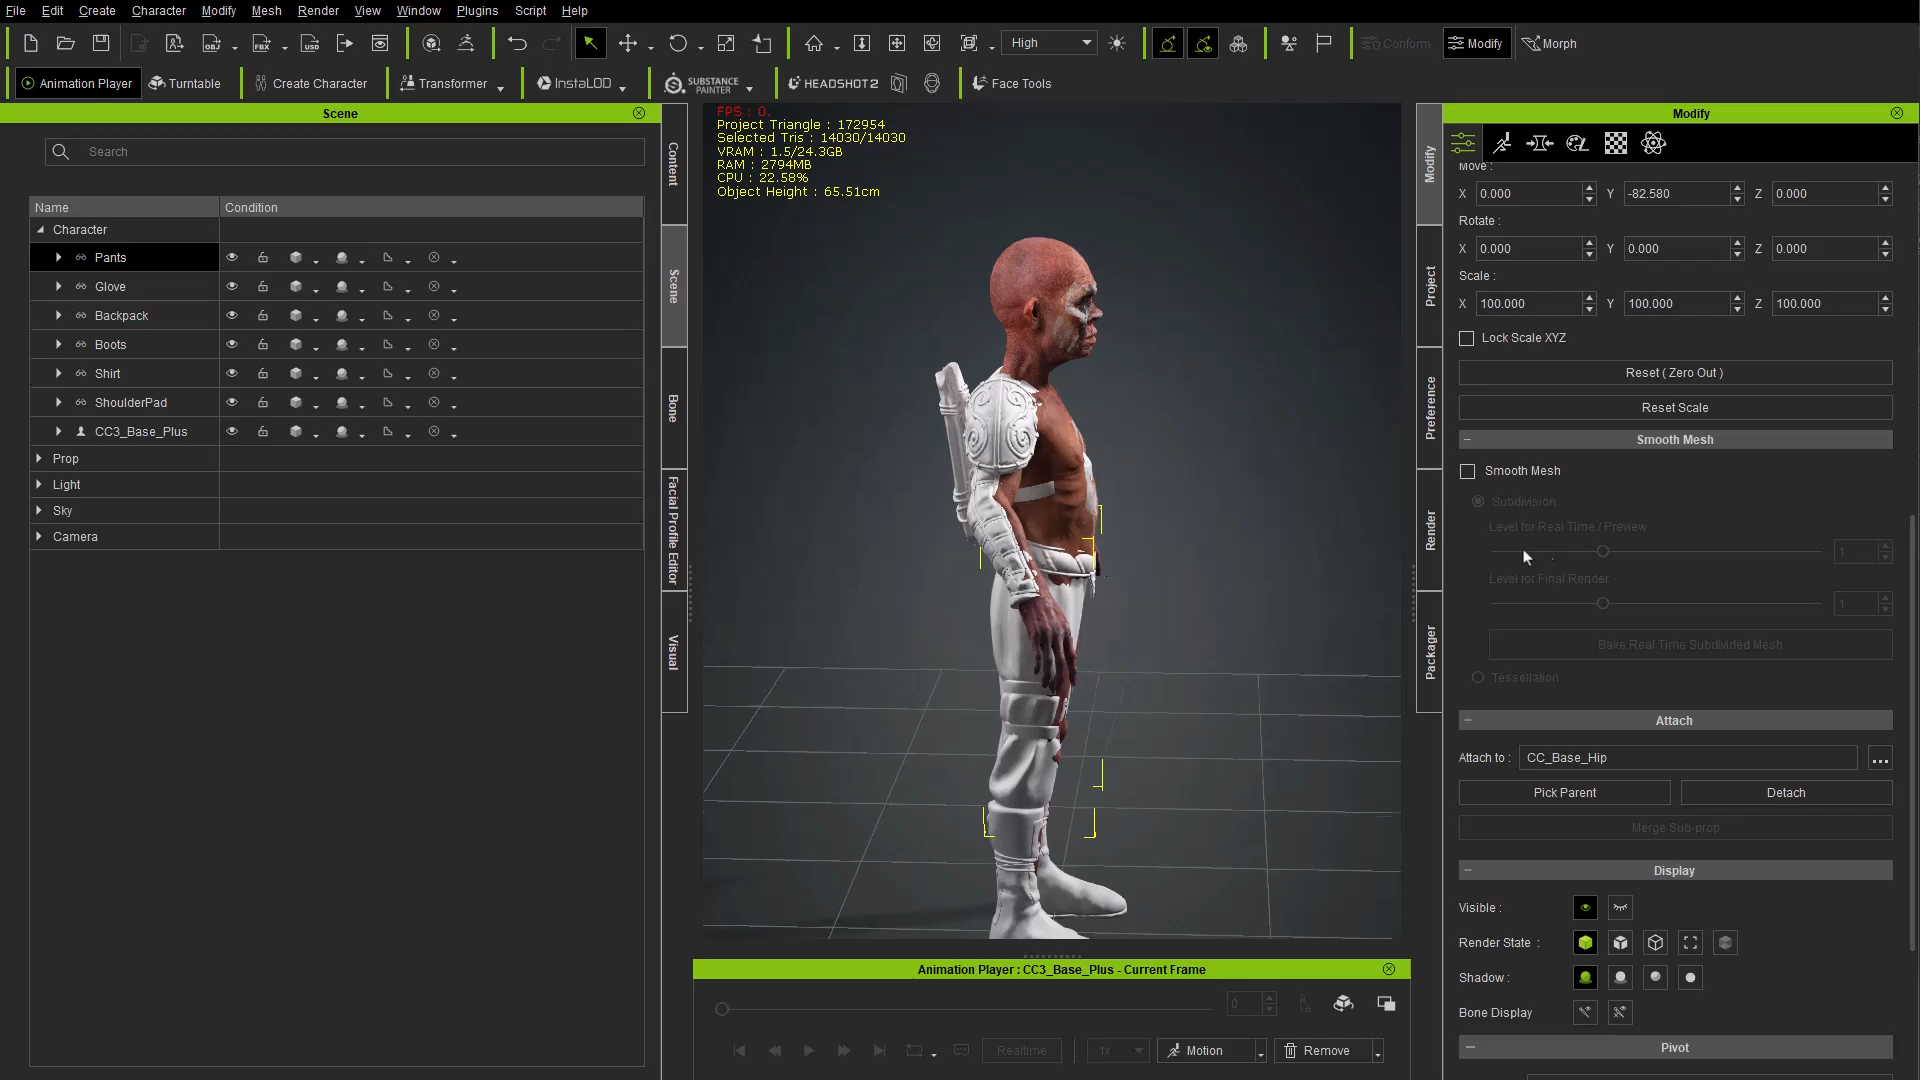 File Edit Create Character Modify Mesh Render View Window Plugins Script Help
OBJ FBX USD High Conform Modify Morph
Animation Player Turntable Create Character Transformer InstaLOD SUBSTANCE PAINTER HEADSHOT 2 Face Tools
Scene
Search
Name Condition
Character
Pants
Glove
Backpack
Boots
Shirt
ShoulderPad
CC3_Base_Plus
Prop
Light
Sky
Camera
Content
Scene
Bone
Facial Profile Editor
Visual
FPS : 0.
Project Triangle : 172954
Selected Tris : 14030/14030
VRAM : 1.5/24.3GB
RAM : 2794MB
CPU : 22.58%
Object Height : 65.51cm
Animation Player : CC3_Base_Plus - Current Frame
0
Realtime 1x Motion Remove
Modify
Project
Preference
Render
Packager
Modify
Move :
X 0.000 Y -82.580 Z 0.000
Rotate :
X 0.000 Y 0.000 Z 0.000
Scale :
X 100.000 Y 100.000 Z 100.000
Lock Scale XYZ
Reset ( Zero Out )
Reset Scale
Smooth Mesh
Smooth Mesh
Subdivision
Level for Real Time / Preview
1
Level for Final Render
1
Bake Real Time Subdivided Mesh
Tessellation
Attach
Attach to : CC_Base_Hip ...
Pick Parent Detach
Merge Sub-prop
Display
Visible :
Render State :
Shadow :
Bone Display
Pivot